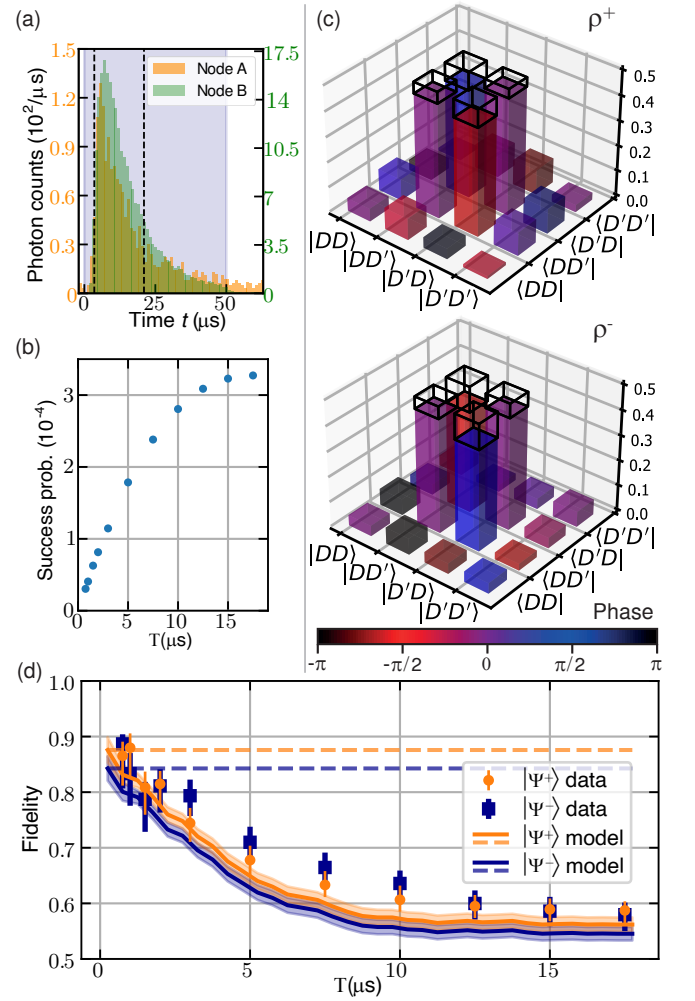 (a)
1.5
1.2
0.9
0.6
0.3
0
Photon counts (10²/μs)
17.5
14
10.5
7
3.5
0
Node A
Node B
0
25
50
Time t (μs)
(b)
3
2
1
0
Success prob. (10⁻⁴)
0
5
10
15
T(μs)
(c)
ρ⁺
0.5
0.4
0.3
0.2
0.1
0.0
|DD⟩
|DD′⟩
|D′D⟩
|D′D′⟩
⟨DD|
⟨DD′|
⟨D′D|
⟨D′D′|
ρ⁻
0.5
0.4
0.3
0.2
0.1
0.0
|DD⟩
|DD′⟩
|D′D⟩
|D′D′⟩
⟨DD|
⟨DD′|
⟨D′D|
⟨D′D′|
Phase
-π
-π/2
0
π/2
π
(d)
1.0
0.9
0.8
0.7
0.6
0.5
Fidelity
|Ψ⁺⟩ data
|Ψ⁻⟩ data
|Ψ⁺⟩ model
|Ψ⁻⟩ model
0
5
10
15
T(μs)